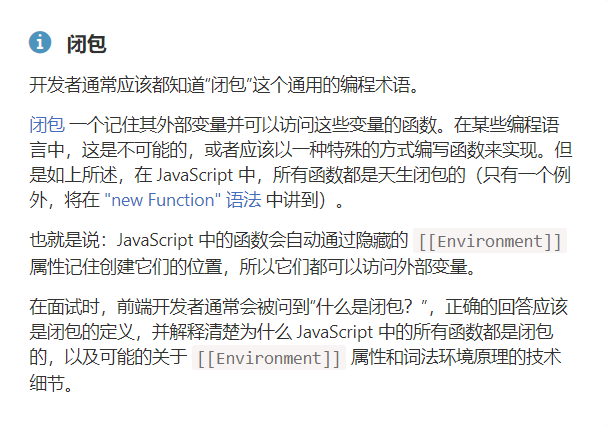 闭包
开发者通常应该都知道“闭包”这个通用的编程术语。
闭包 一个记住其外部变量并可以访问这些变量的函数。在某些编程语
言中，这是不可能的，或者应该以一种特殊的方式编写函数来实现。但
是如上所述，在 JavaScript 中，所有函数都是天生闭包的（只有一个例
外，将在 "new Function" 语法 中讲到）。
也就是说：JavaScript 中的函数会自动通过隐藏的 [[Environment]]
属性记住创建它们的位置，所以它们都可以访问外部变量。
在面试时，前端开发者通常会被问到“什么是闭包？”，正确的回答应该
是闭包的定义，并解释清楚为什么 JavaScript 中的所有函数都是闭包
的，以及可能的关于 [[Environment]] 属性和词法环境原理的技术
细节。